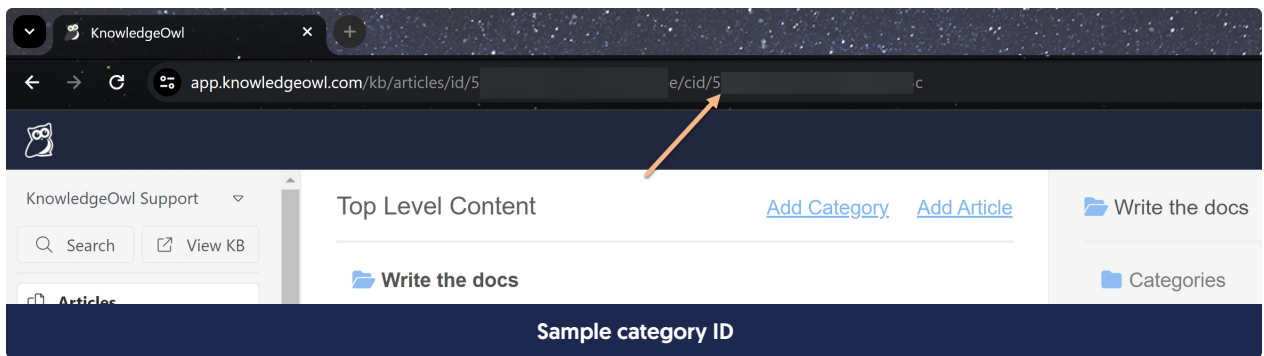 KnowledgeOwl
app.knowledgeowl.com/kb/articles/id/5 e/cid/5 c
KnowledgeOwl Support
Search View KB
Articles
Top Level Content Add Category Add Article
Write the docs
Write the docs
Categories
Sample category ID